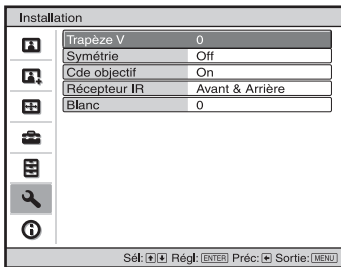 Installation
Trapèze V 0
Symétrie Off
Cde objectif On
Récepteur IR Avant & Arrière
Blanc 0
Sél: Régl: ENTER Préc: Sortie: MENU